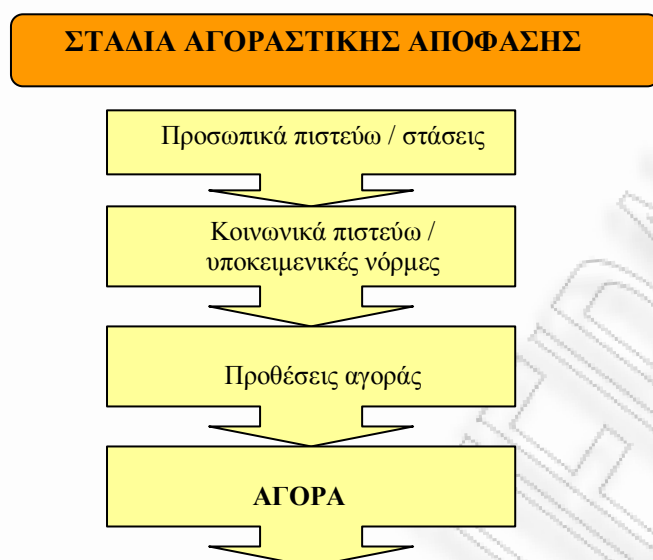 ΣΤΑΔΙΑ ΑΓΟΡΑΣΤΙΚΗΣ ΑΠΟΦΑΣΗΣ
Προσωπικά πιστεύω / στάσεις
Κοινωνικά πιστεύω /
υποκειμενικές νόρμες
Προθέσεις αγοράς
ΑΓΟΡΑ